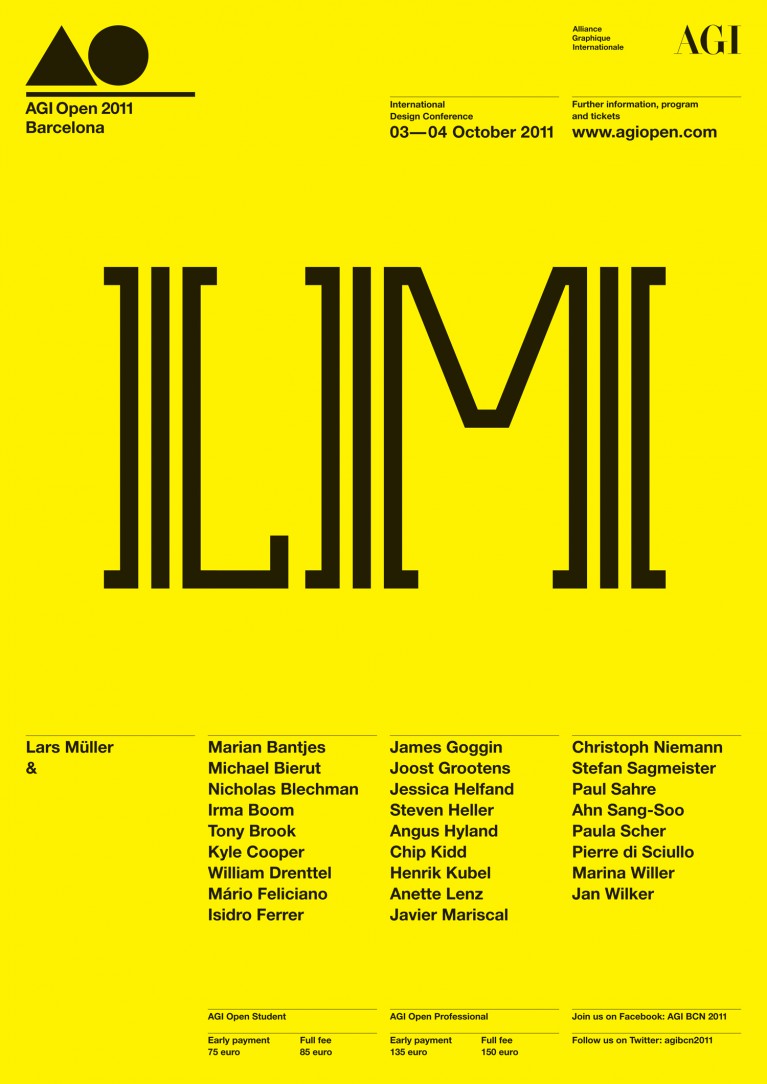 AGI Open 2011
Barcelona
International
Design Conference
03—04 October 2011
Alliance
Graphique
Internationale
AGI
Further information, program
and tickets
www.agiopen.com
LM
Lars Müller
&
Marian Bantjes
Michael Bierut
Nicholas Blechman
Irma Boom
Tony Brook
Kyle Cooper
William Drenttel
Mário Feliciano
Isidro Ferrer
James Goggin
Joost Grootens
Jessica Helfand
Steven Heller
Angus Hyland
Chip Kidd
Henrik Kubel
Anette Lenz
Javier Mariscal
Christoph Niemann
Stefan Sagmeister
Paul Sahre
Ahn Sang-Soo
Paula Scher
Pierre di Sciullo
Marina Willer
Jan Wilker
AGI Open Student
Early payment
75 euro
Full fee
85 euro
AGI Open Professional
Early payment
135 euro
Full fee
150 euro
Join us on Facebook: AGI BCN 2011
Follow us on Twitter: agibcn2011